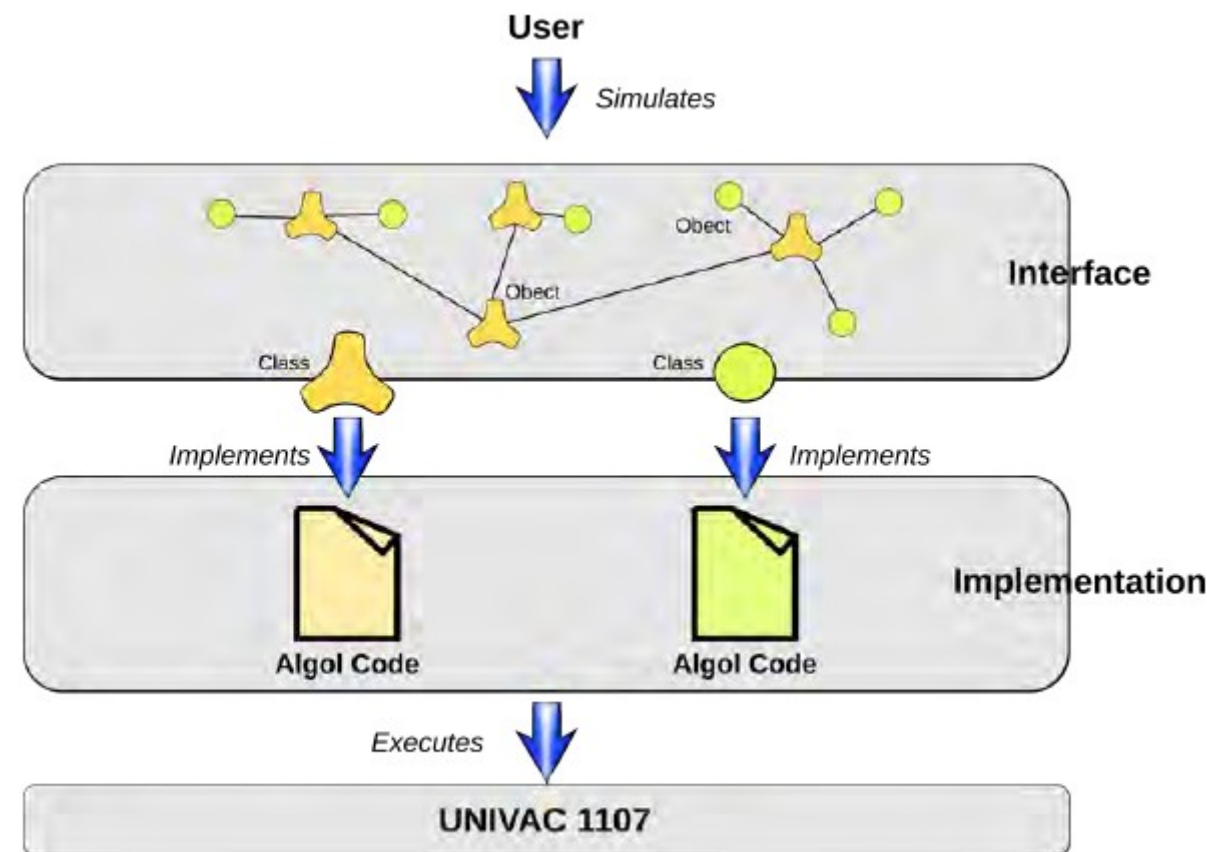 User
Simulates
Obect
Interface
Obect
Class
Class
Implements
Implements
Implementation
Algol Code
Algol Code
Executes
UNIVAC 1107